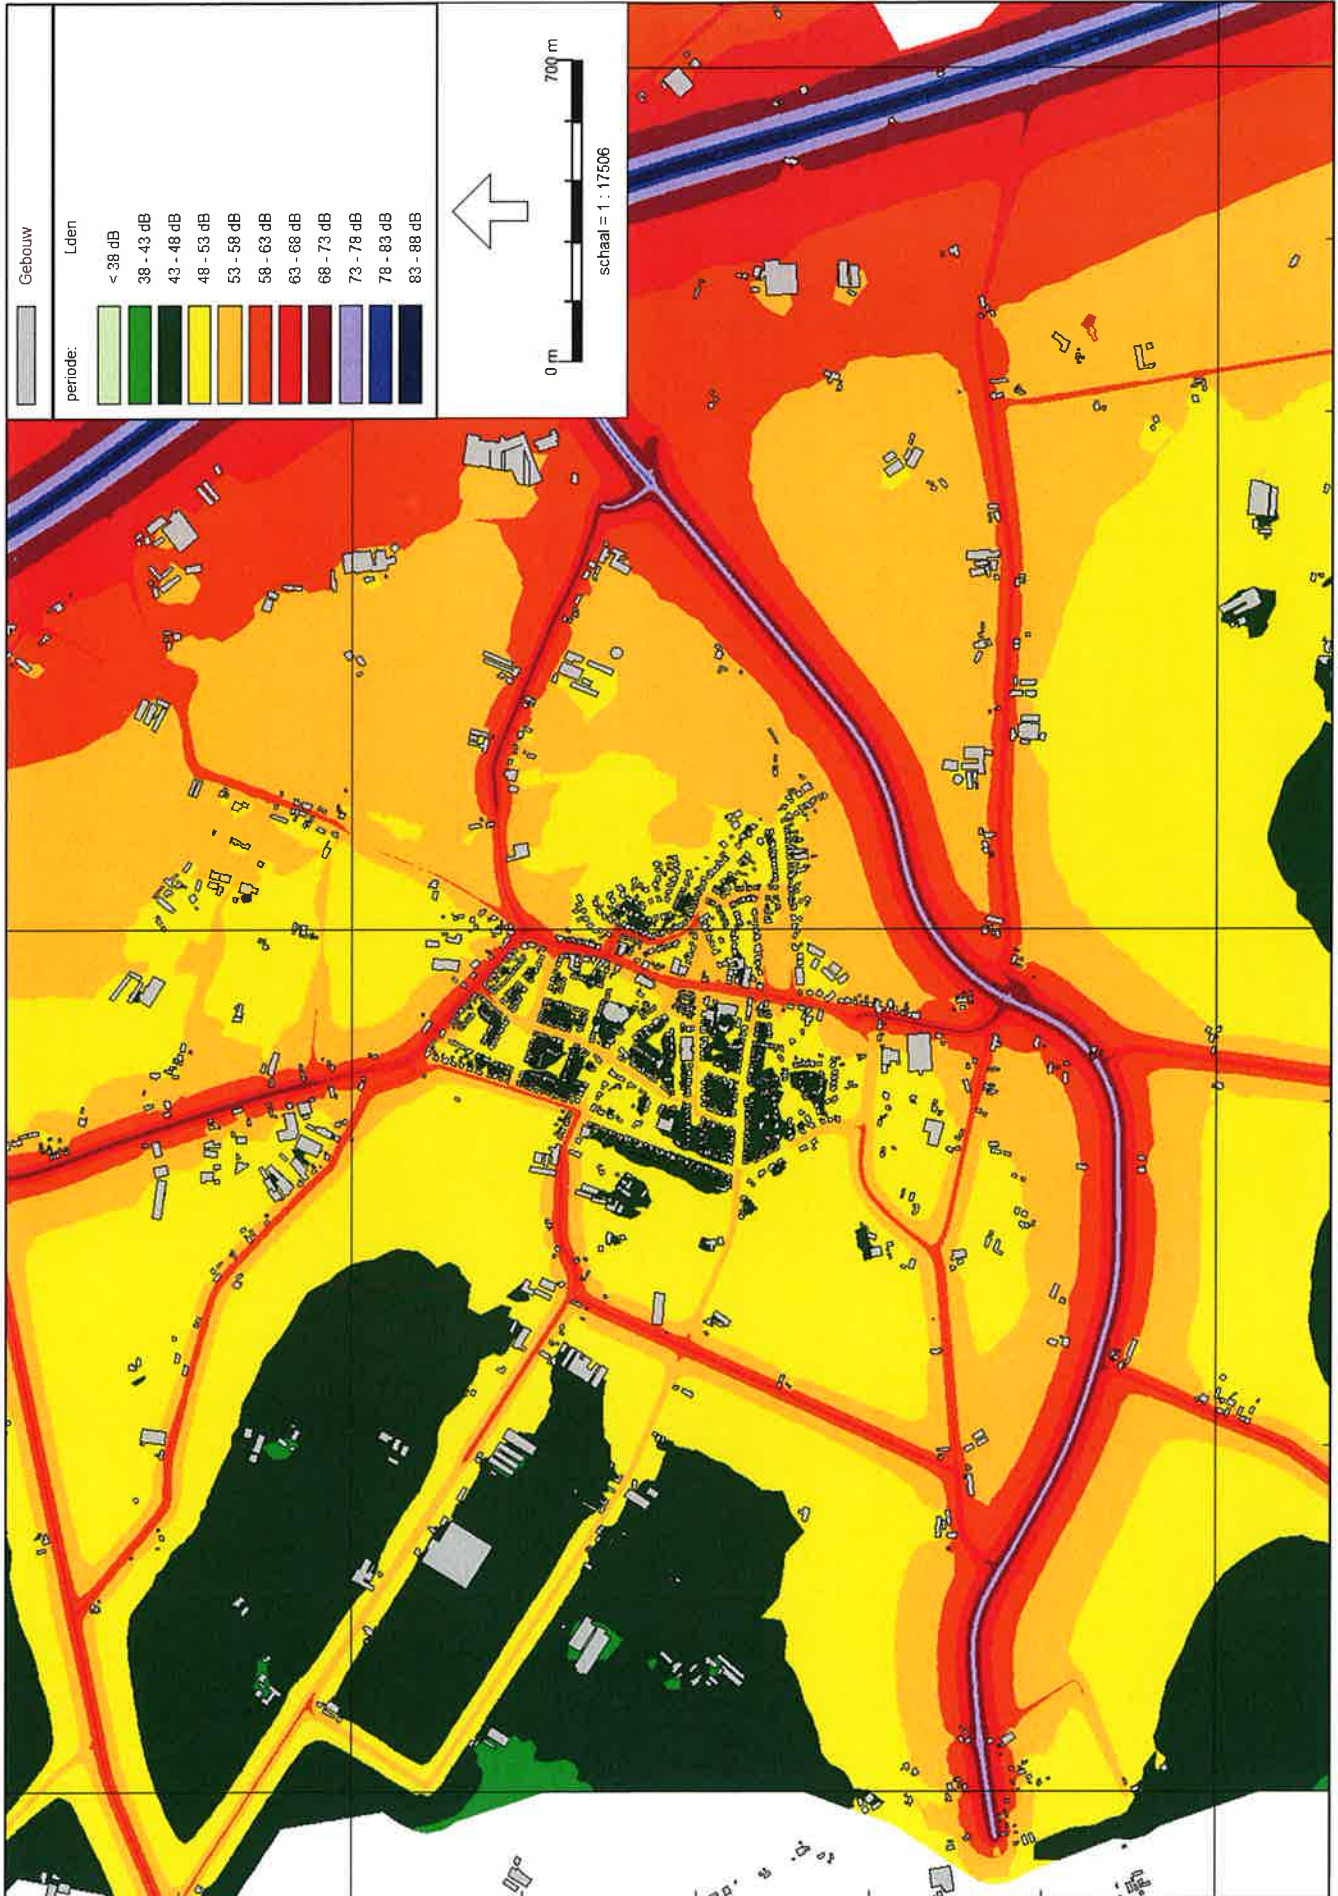 Gebouw
periode: Lden
< 38 dB
38 - 43 dB
43 - 48 dB
48 - 53 dB
53 - 58 dB
58 - 63 dB
63 - 68 dB
68 - 73 dB
73 - 78 dB
78 - 83 dB
83 - 88 dB
0 m 700 m
schaal = 1 : 17506